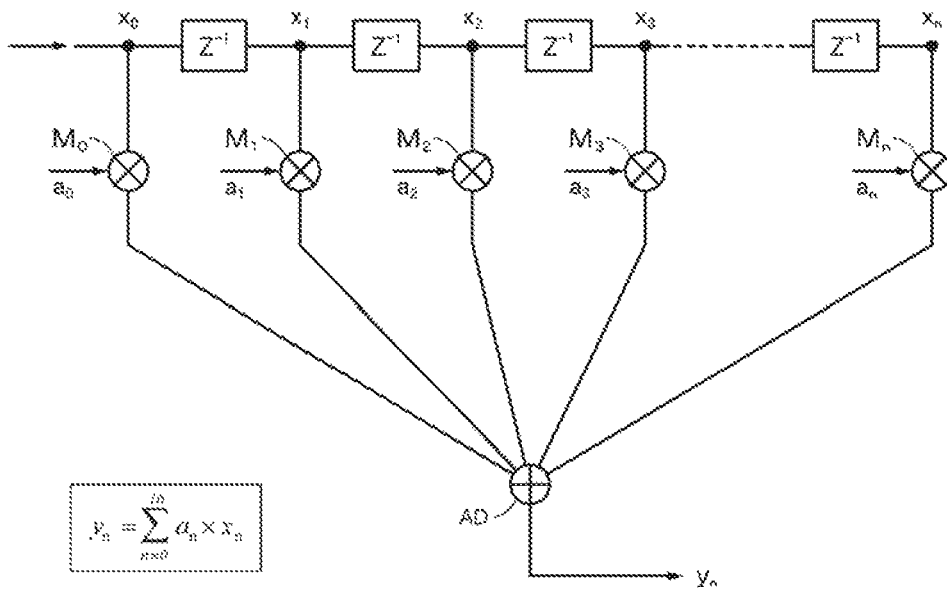 x₀ x₁ x₂ x₃ xₙ
Z⁻¹ Z⁻¹ Z⁻¹ Z⁻¹
M₀ M₁ M₂ M₃ Mₙ
a₀ a₁ a₂ a₃ aₙ
AD
yₙ = Σ aₙ × xₙ
n=0
yₙ